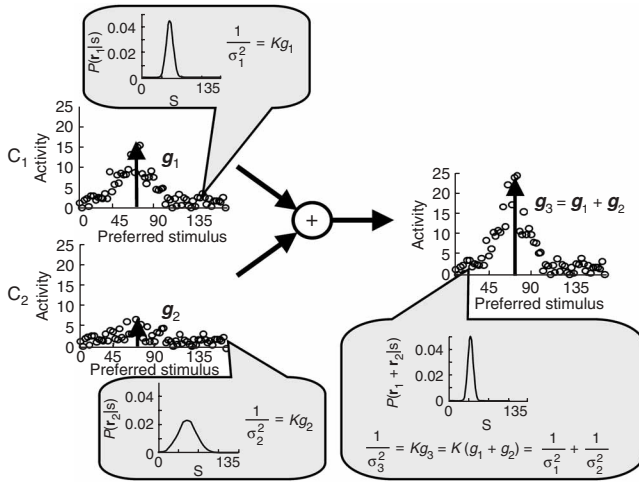 0.04
0.02
0
P(r₁|s)
135
S
1/σ₁² = Kg₁
C₁
Activity
25
20
15
10
5
0
g₁
0 45 90 135
Preferred stimulus
C₂
Activity
25
20
15
10
5
0
g₂
0 45 90 135
Preferred stimulus
0.04
0.02
0
P(r₂|s)
135
S
1/σ₂² = Kg₂
+
Activity
25
20
15
10
5
0
g₃ = g₁ + g₂
45 90 135
Preferred stimulus
0.04
0.02
0
P(r₁ + r₂|s)
135
S
1/σ₃² = Kg₃ = K(g₁ + g₂) = 1/σ₁² + 1/σ₂²